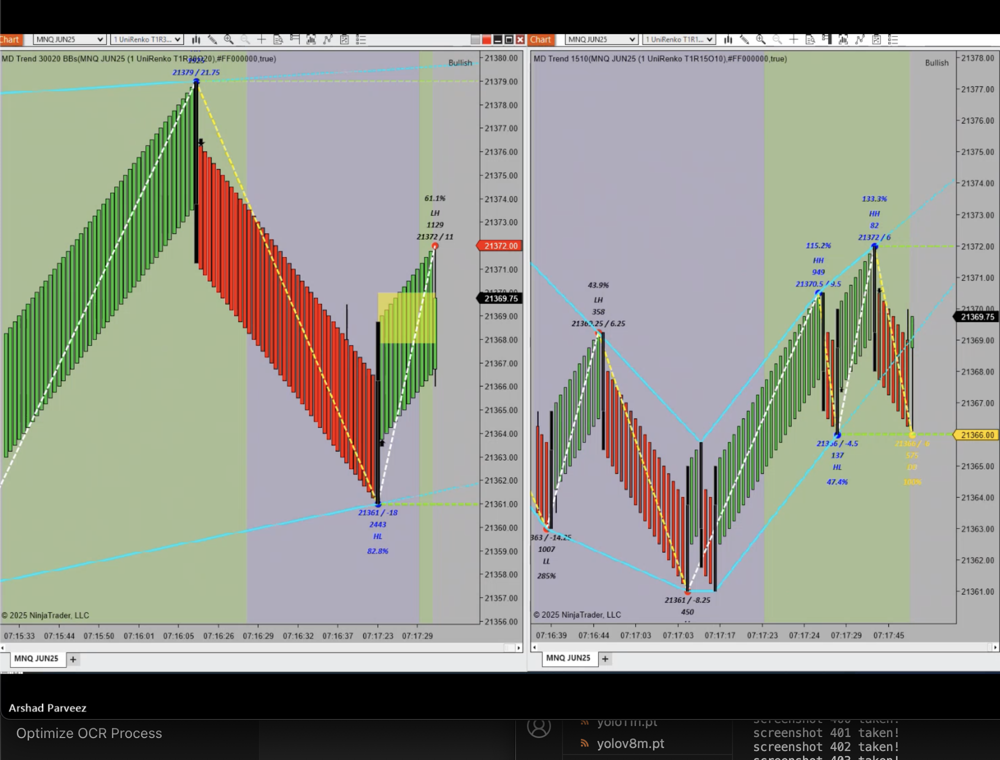 Chart
MNQ JUN25
1 UniRenko T1R3...
MD Trend 30020 BBs(MNQ JUN25 (1 UniRenko T1R30O20),#FF000000,true)
Bullish
21379 / 21.75
61.1%
LH
1129
21372 / 11
21361 / -18
2443
HL
82.8%
21380.00
21379.00
21378.00
21377.00
21376.00
21375.00
21374.00
21373.00
21372.00
21371.00
21369.75
21369.00
21368.00
21367.00
21366.00
21365.00
21364.00
21363.00
21362.00
21361.00
21360.00
21359.00
21358.00
21357.00
21356.00
© 2025 NinjaTrader, LLC
07:15:33
07:15:44
07:15:50
07:16:01
07:16:05
07:16:26
07:16:29
07:16:32
07:16:37
07:17:23
07:17:29
MNQ JUN25
+
Chart
MNQ JUN25
1 UniRenko T1R1...
MD Trend 1510(MNQ JUN25 (1 UniRenko T1R15O10),#FF000000,true)
Bullish
133.3%
HH
82
21372 / 6
115.2%
HH
949
21370.5 / 9.5
43.9%
LH
358
21369.25 / 6.25
363 / -14.25
1007
LL
285%
21361 / -8.25
450
21366 / -4.5
137
HL
47.4%
21366 / -6
575
DB
100%
21378.00
21377.00
21376.00
21375.00
21374.00
21373.00
21372.00
21371.00
21369.75
21369.00
21368.00
21367.00
21366.00
21365.00
21364.00
21363.00
21362.00
21361.00
© 2025 NinjaTrader, LLC
07:16:39
07:16:44
07:17:03
07:17:03
07:17:17
07:17:23
07:17:24
07:17:29
07:17:45
MNQ JUN25
+
Arshad Parveez
Optimize OCR Process
yolo11n.pt
yolov8m.pt
screenshot 400 taken!
screenshot 401 taken!
screenshot 402 taken!
screenshot 403 taken!